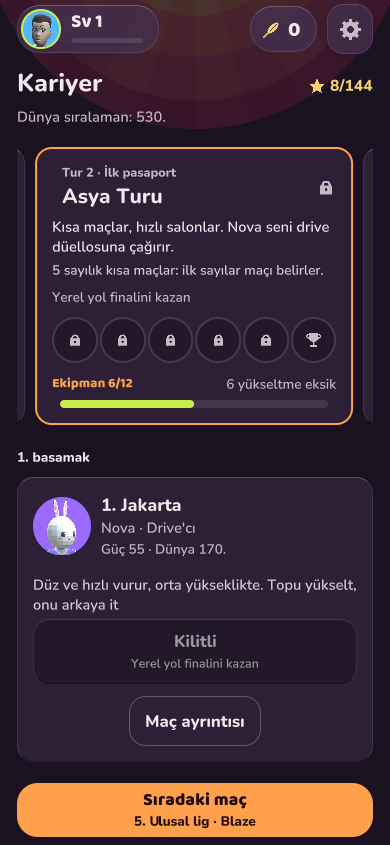 Sv 1
0
Kariyer
8/144
Dünya sıralaman: 530.
Tur 2 · İlk pasaport
Asya Turu
Kısa maçlar, hızlı salonlar. Nova seni drive
düellosuna çağırır.
5 sayılık kısa maçlar: ilk sayılar maçı belirler.
Yerel yol finalini kazan
Ekipman 6/12
6 yükseltme eksik
1. basamak
1. Jakarta
Nova · Drive'cı
Güç 55 · Dünya 170.
Düz ve hızlı vurur, orta yükseklikte. Topu yükselt,
onu arkaya it
Kilitli
Yerel yol finalini kazan
Maç ayrıntısı
Sıradaki maç
5. Ulusal lig · Blaze